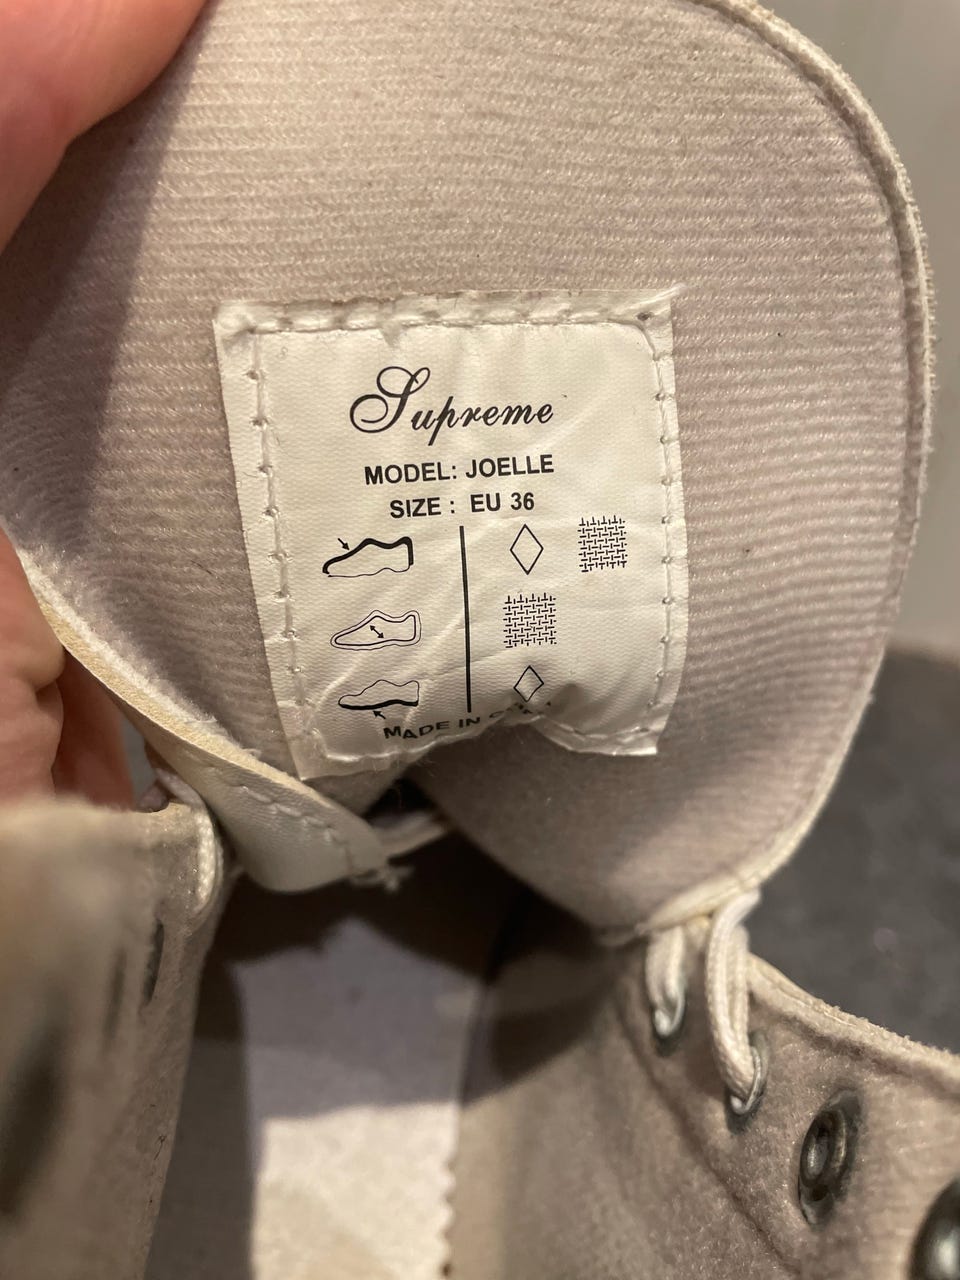 Supreme
MODEL: JOELLE
SIZE : EU 36
MADE IN